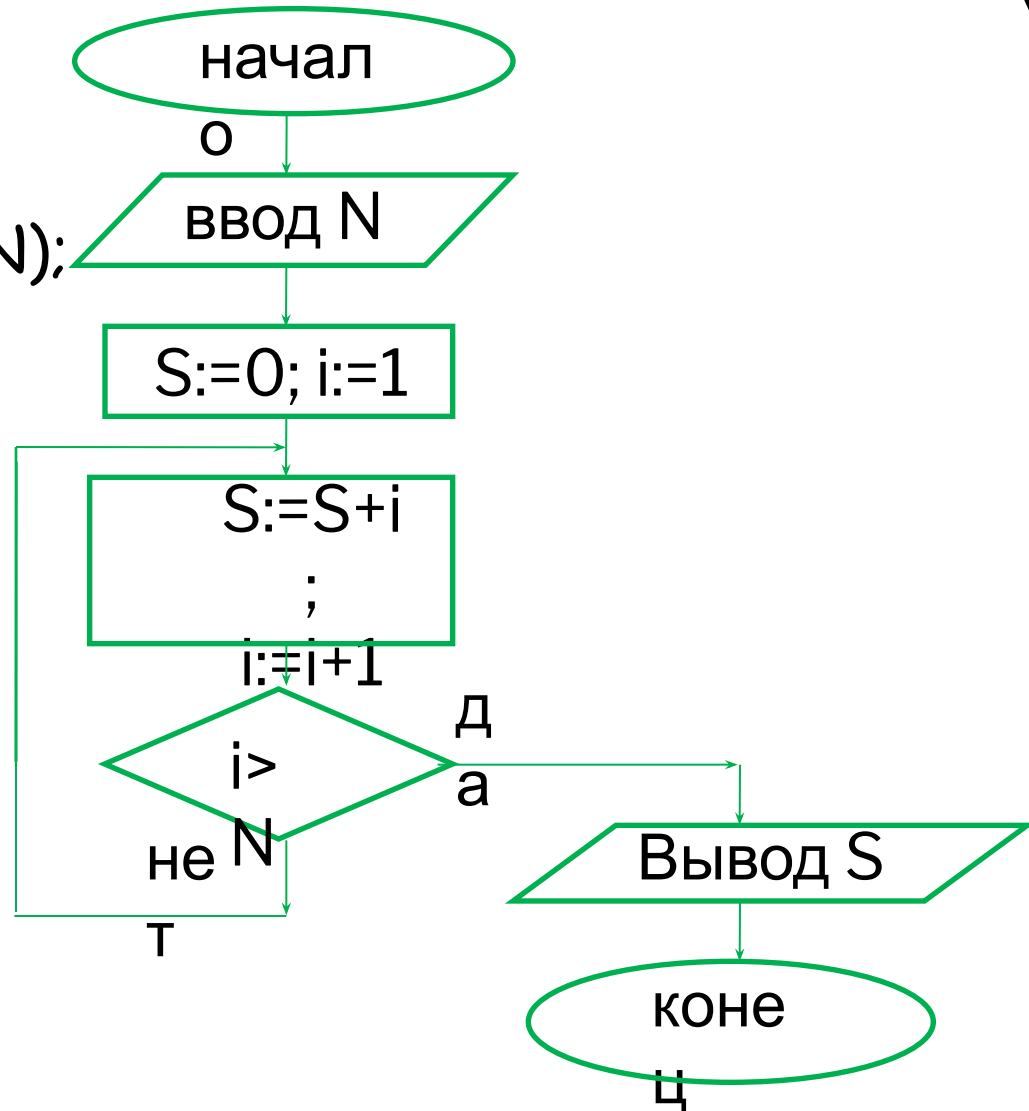 начал
о
ввод N
N);
S:=0; i:=1
S:=S+i
;
i:=i+1
д
а
i>
N
не
т
Вывод S
коне
ц